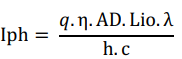 Iph = q. η. AD. Lio. λ / h. c